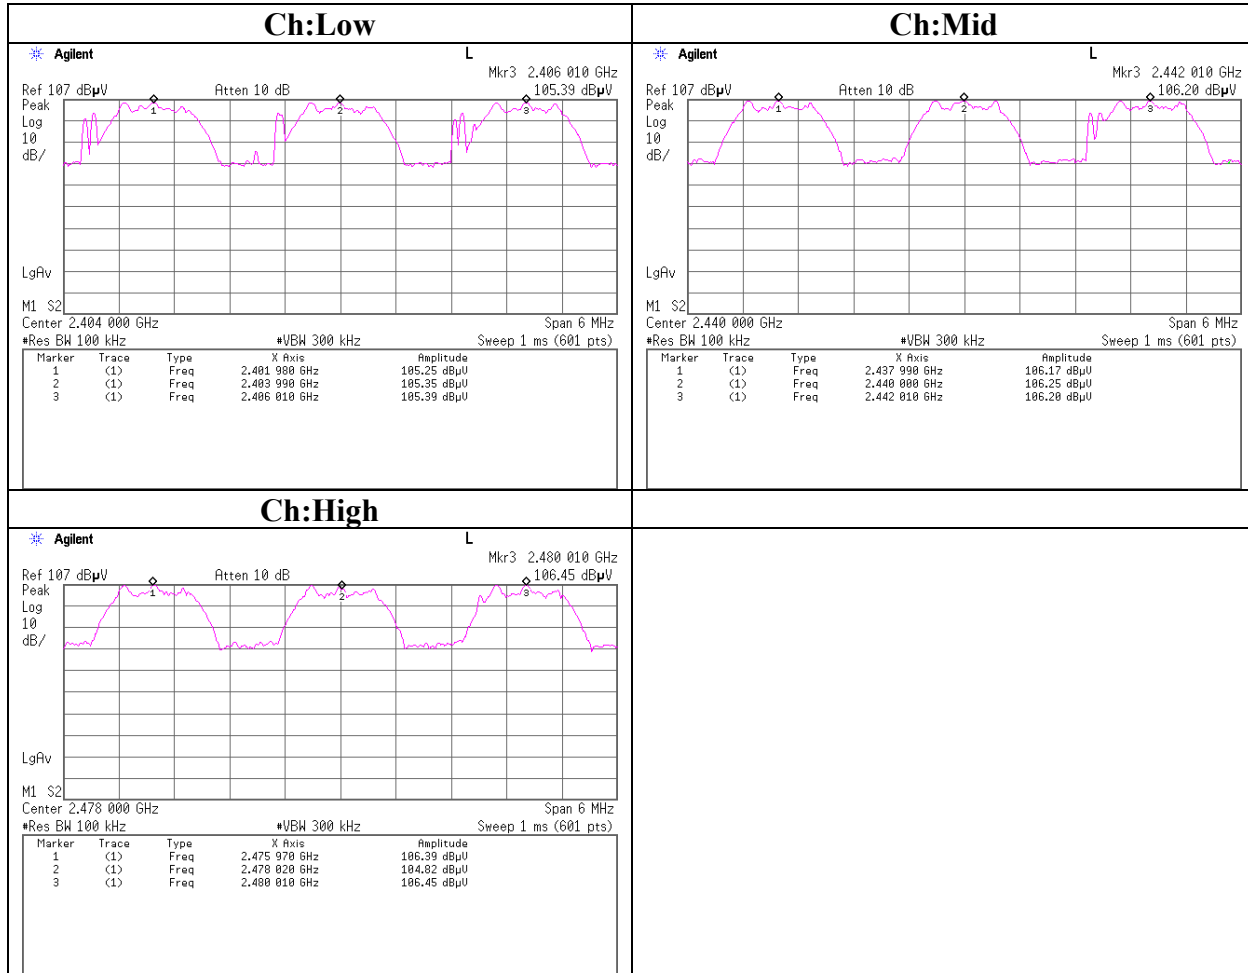 Ch:Low
Agilent L
Mkr3 2.406 010 GHz
Ref 107 dBµV Atten 10 dB 105.39 dBµV
Peak
Log
10
dB/
1 2 3
LgAv
M1 S2
Center 2.404 000 GHz Span 6 MHz
#Res BW 100 kHz #VBW 300 kHz Sweep 1 ms (601 pts)
Marker Trace Type X Axis Amplitude
1 (1) Freq 2.401 980 GHz 105.25 dBµV
2 (1) Freq 2.403 990 GHz 105.35 dBµV
3 (1) Freq 2.406 010 GHz 105.39 dBµV
Ch:Mid
Agilent L
Mkr3 2.442 010 GHz
Ref 107 dBµV Atten 10 dB 106.20 dBµV
Peak
Log
10
dB/
1 2 3
LgAv
M1 S2
Center 2.440 000 GHz Span 6 MHz
#Res BW 100 kHz #VBW 300 kHz Sweep 1 ms (601 pts)
Marker Trace Type X Axis Amplitude
1 (1) Freq 2.437 990 GHz 106.17 dBµV
2 (1) Freq 2.440 000 GHz 106.25 dBµV
3 (1) Freq 2.442 010 GHz 106.20 dBµV
Ch:High
Agilent L
Mkr3 2.480 010 GHz
Ref 107 dBµV Atten 10 dB 106.45 dBµV
Peak
Log
10
dB/
1 2 3
LgAv
M1 S2
Center 2.478 000 GHz Span 6 MHz
#Res BW 100 kHz #VBW 300 kHz Sweep 1 ms (601 pts)
Marker Trace Type X Axis Amplitude
1 (1) Freq 2.475 970 GHz 106.39 dBµV
2 (1) Freq 2.478 020 GHz 104.82 dBµV
3 (1) Freq 2.480 010 GHz 106.45 dBµV